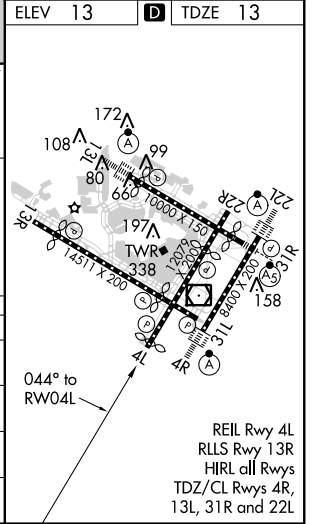 ELEV 13
D
TDZE 13
172
A
108
13L
99
80
66
P
10000 X 150
22R
A
22L
13R
P
197
TWR
338
12079
X 200
P
31R
A5
14511 X 200
8400 X 200
158
P
P
31L
4L
4R
A
044° to
RW04L
REIL Rwy 4L
RLLS Rwy 13R
HIRL all Rwys
TDZ/CL Rwys 4R,
13L, 31R and 22L